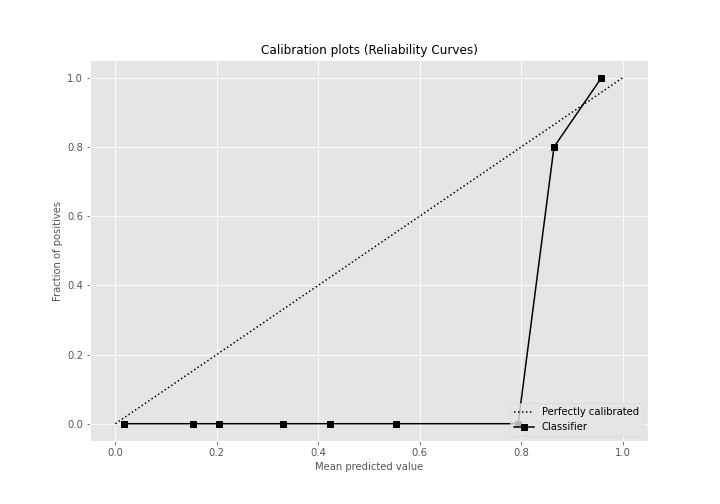 Calibration plots (Reliability Curves)
1.0
0.8
0.6
0.4
0.2
0.0
Fraction of positives
0.0 0.2 0.4 0.6 0.8 1.0
Mean predicted value
Perfectly calibrated
Classifier